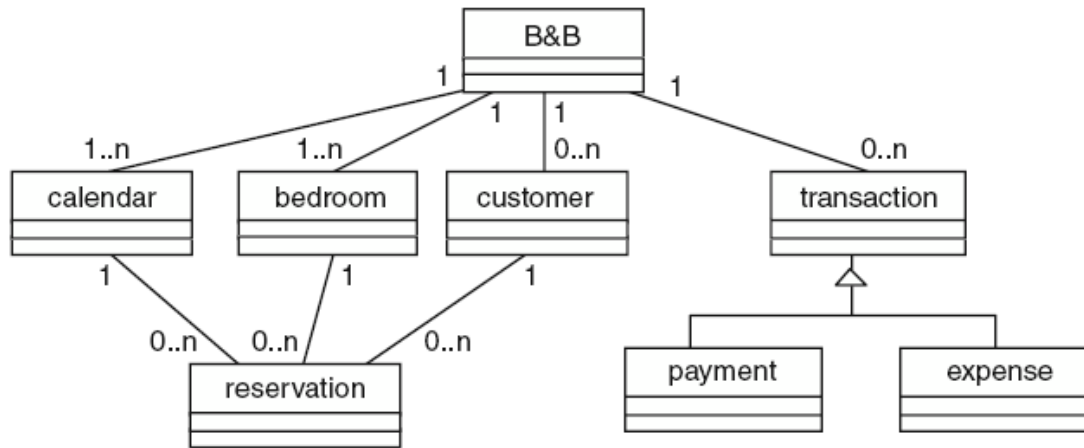 B&B
1 1 1 1
1..n 1..n 0..n 0..n
calendar bedroom customer transaction
1 1 1
0..n 0..n 0..n
reservation payment expense